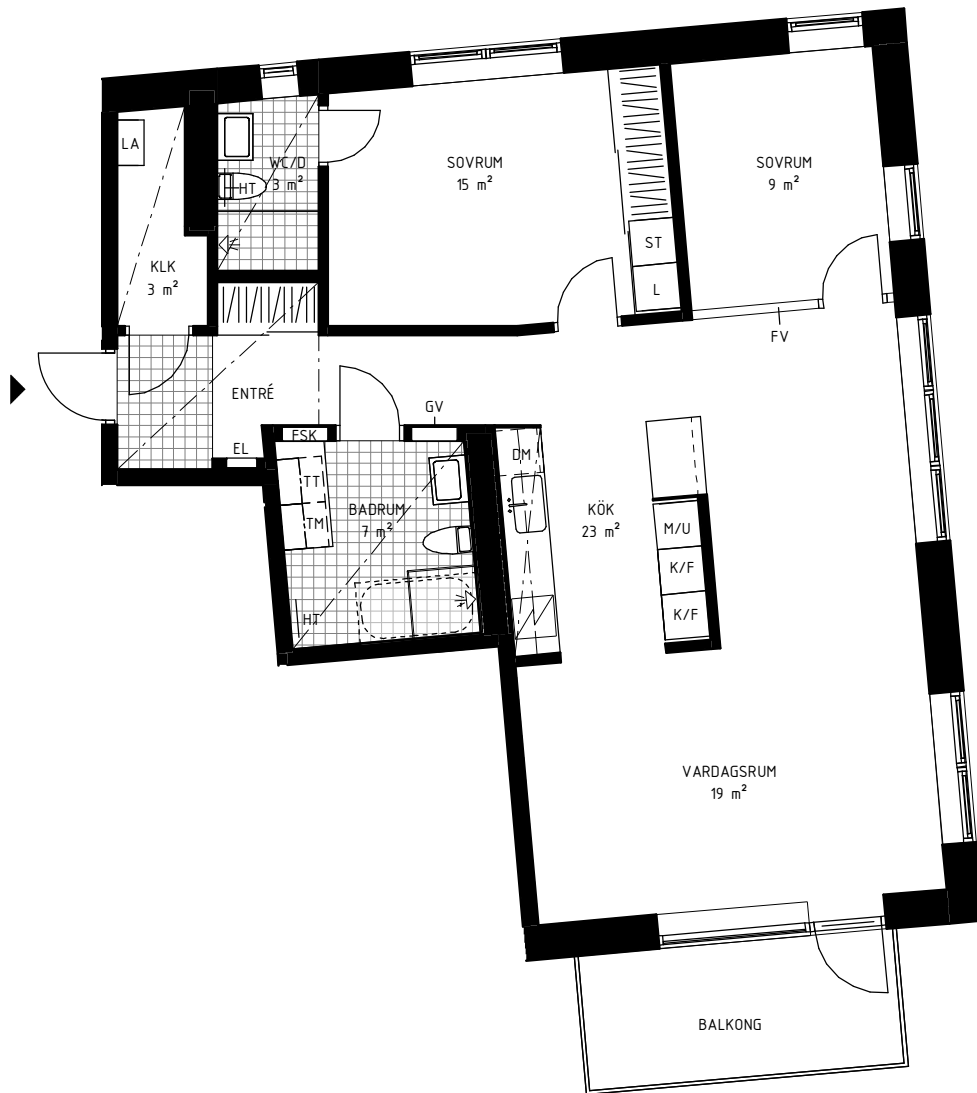 LA
WC/D
3 m²
HT
SOVRUM
15 m²
SOVRUM
9 m²
ST
L
KLK
3 m²
FV
ENTRÉ
GV
EL
FSK
TT
TM
BADRUM
7 m²
HT
DM
KÖK
23 m²
M/U
K/F
K/F
VARDAGSRUM
19 m²
BALKONG